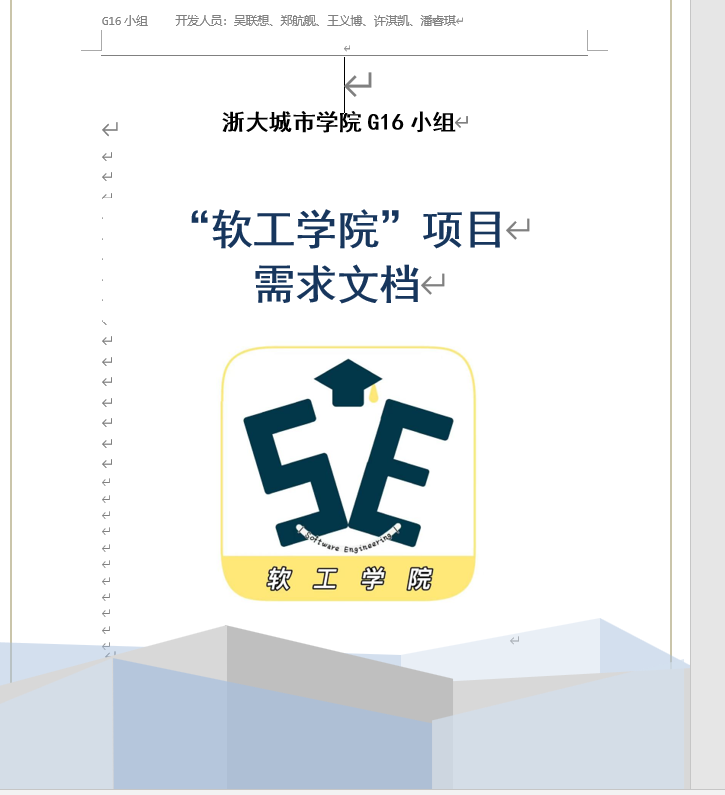 G16 小组 开发人员：吴联想、郑航舰、王义博、许淇凯、潘睿琪
浙大城市学院 G16 小组
“软工学院”项目
需求文档
SE
Software Engineering
软工学院